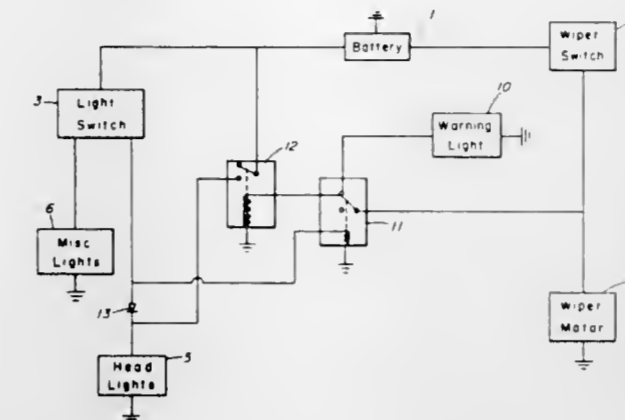 1
Battery
Wiper
Switch
3
Light
Switch
10
Warning
Light
12
11
6
Misc
Lights
13
5
Head
Lights
Wiper
Motor